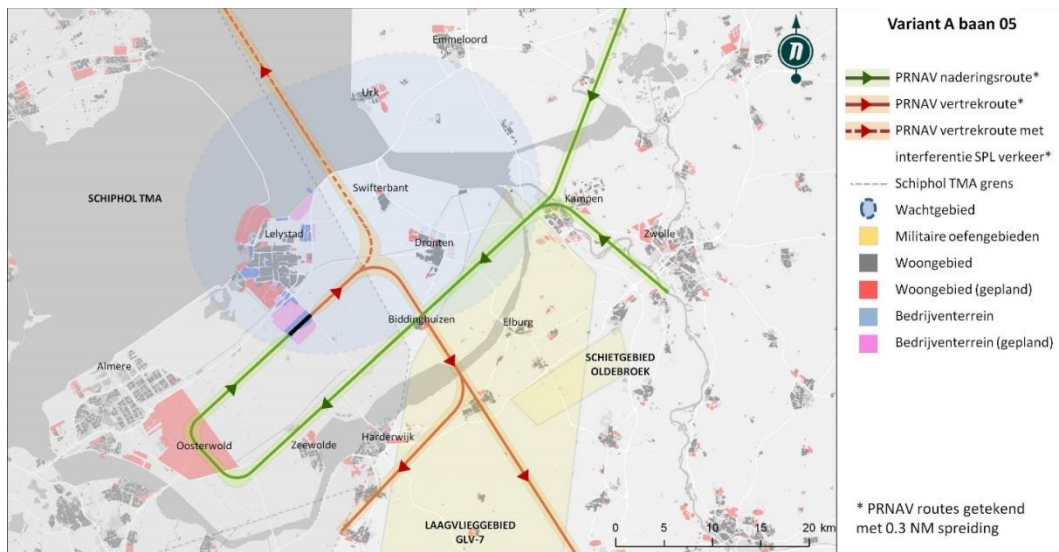 Variant A baan 05
PRNAV naderingsroute*
PRNAV vertrekroute*
PRNAV vertrekroute met
interferentie SPL verkeer*
Schiphol TMA grens
Wachtgebied
Militaire oefengebieden
Woongebied
Woongebied (gepland)
Bedrijventerrein
Bedrijventerrein (gepland)
* PRNAV routes getekend
met 0.3 NM spreiding
Emmeloord
Urk
SCHIPHOL TMA
Swifterbant
Kampen
Lelystad
Dronten
Zwolle
Biddinghuizen
Elburg
SCHIETGEBIED
OLDEBROEK
Almere
Oosterwold
Zeewolde
Harderwijk
LAAGVLIEGGEBIED
GLV-7
0 5 10 15 20 km